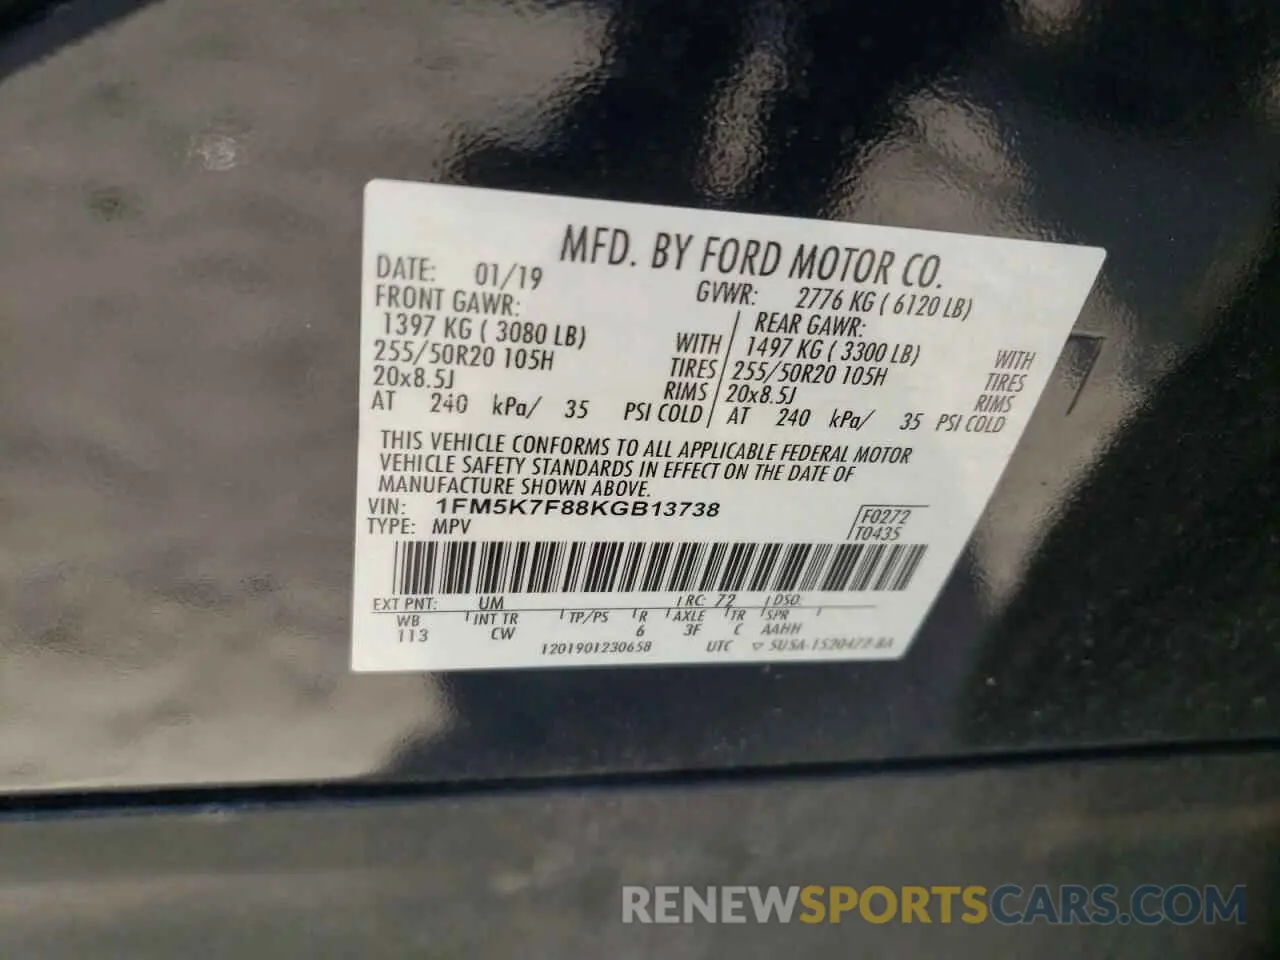 MFD. BY FORD MOTOR CO.
DATE: 01/19 GVWR: 2776 KG ( 6120 LB)
FRONT GAWR: REAR GAWR:
1397 KG ( 3080 LB) WITH 1497 KG ( 3300 LB) WITH
255/50R20 105H TIRES 255/50R20 105H TIRES
20x8.5J RIMS 20x8.5J RIMS
AT 240 kPa/ 35 PSI COLD AT 240 kPa/ 35 PSI COLD
THIS VEHICLE CONFORMS TO ALL APPLICABLE FEDERAL MOTOR
VEHICLE SAFETY STANDARDS IN EFFECT ON THE DATE OF
MANUFACTURE SHOWN ABOVE.
VIN: 1FM5K7F88KGB13738 F0272
TYPE: MPV T0435
EXT PNT: UM RC: 72 DSO:
WB INT TR TP/PS R AXLE TR SPR
113 CW 6 3F C AAHH
1201901230658 UTC ▽ SUSA-1520472-BA
RENEWSPORTSCARS.COM